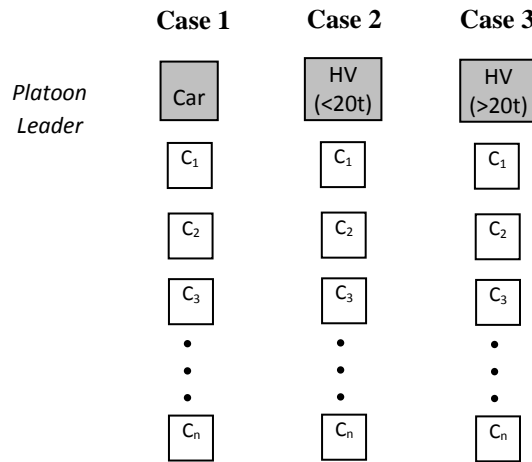 Case 1 Case 2 Case 3
Platoon
Leader
Car
HV
(<20t)
HV
(>20t)
C₁ C₁ C₁
C₂ C₂ C₂
C₃ C₃ C₃
Cₙ Cₙ Cₙ